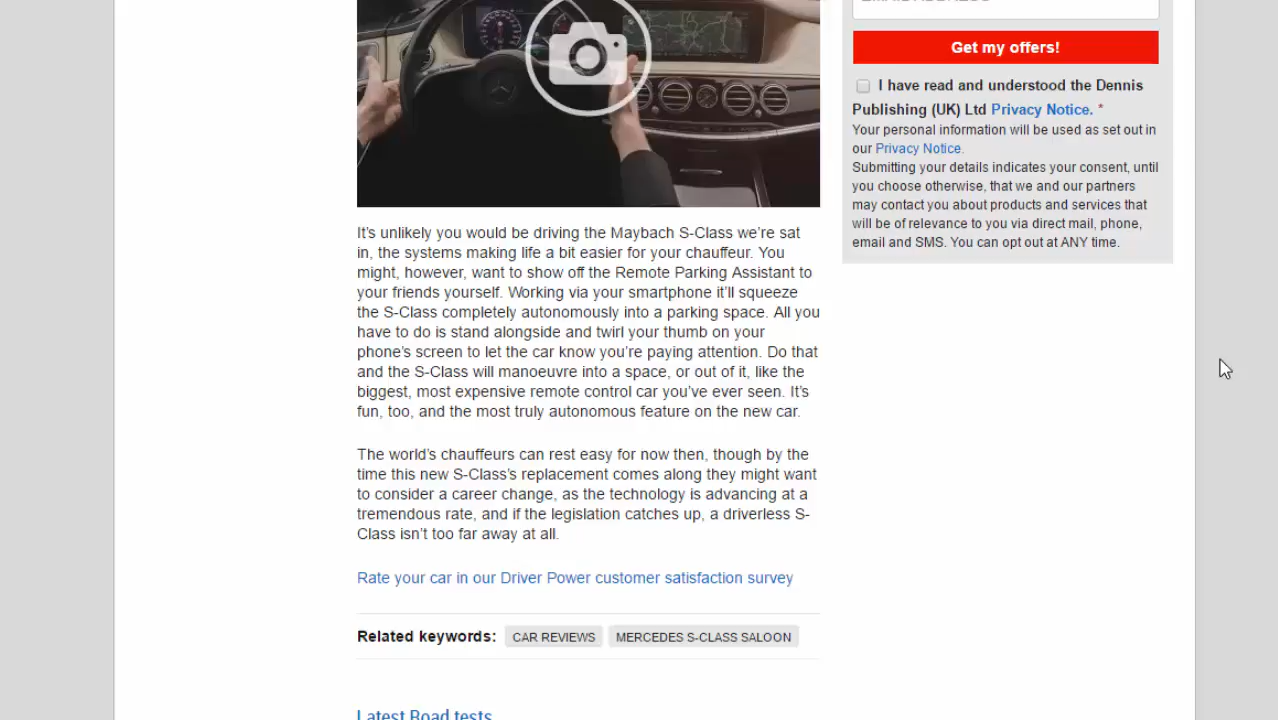 Get my offers!
I have read and understood the Dennis
Publishing (UK) Ltd Privacy Notice. *
Your personal information will be used as set out in
our Privacy Notice.
Submitting your details indicates your consent, until
you choose otherwise, that we and our partners
may contact you about products and services that
will be of relevance to you via direct mail, phone,
email and SMS. You can opt out at ANY time.
It’s unlikely you would be driving the Maybach S-Class we’re sat
in, the systems making life a bit easier for your chauffeur. You
might, however, want to show off the Remote Parking Assistant to
your friends yourself. Working via your smartphone it’ll squeeze
the S-Class completely autonomously into a parking space. All you
have to do is stand alongside and twirl your thumb on your
phone’s screen to let the car know you’re paying attention. Do that
and the S-Class will manoeuvre into a space, or out of it, like the
biggest, most expensive remote control car you’ve ever seen. It’s
fun, too, and the most truly autonomous feature on the new car.
The world’s chauffeurs can rest easy for now then, though by the
time this new S-Class’s replacement comes along they might want
to consider a career change, as the technology is advancing at a
tremendous rate, and if the legislation catches up, a driverless S-
Class isn’t too far away at all.
Rate your car in our Driver Power customer satisfaction survey
Related keywords: CAR REVIEWS MERCEDES S-CLASS SALOON
Latest Road tests